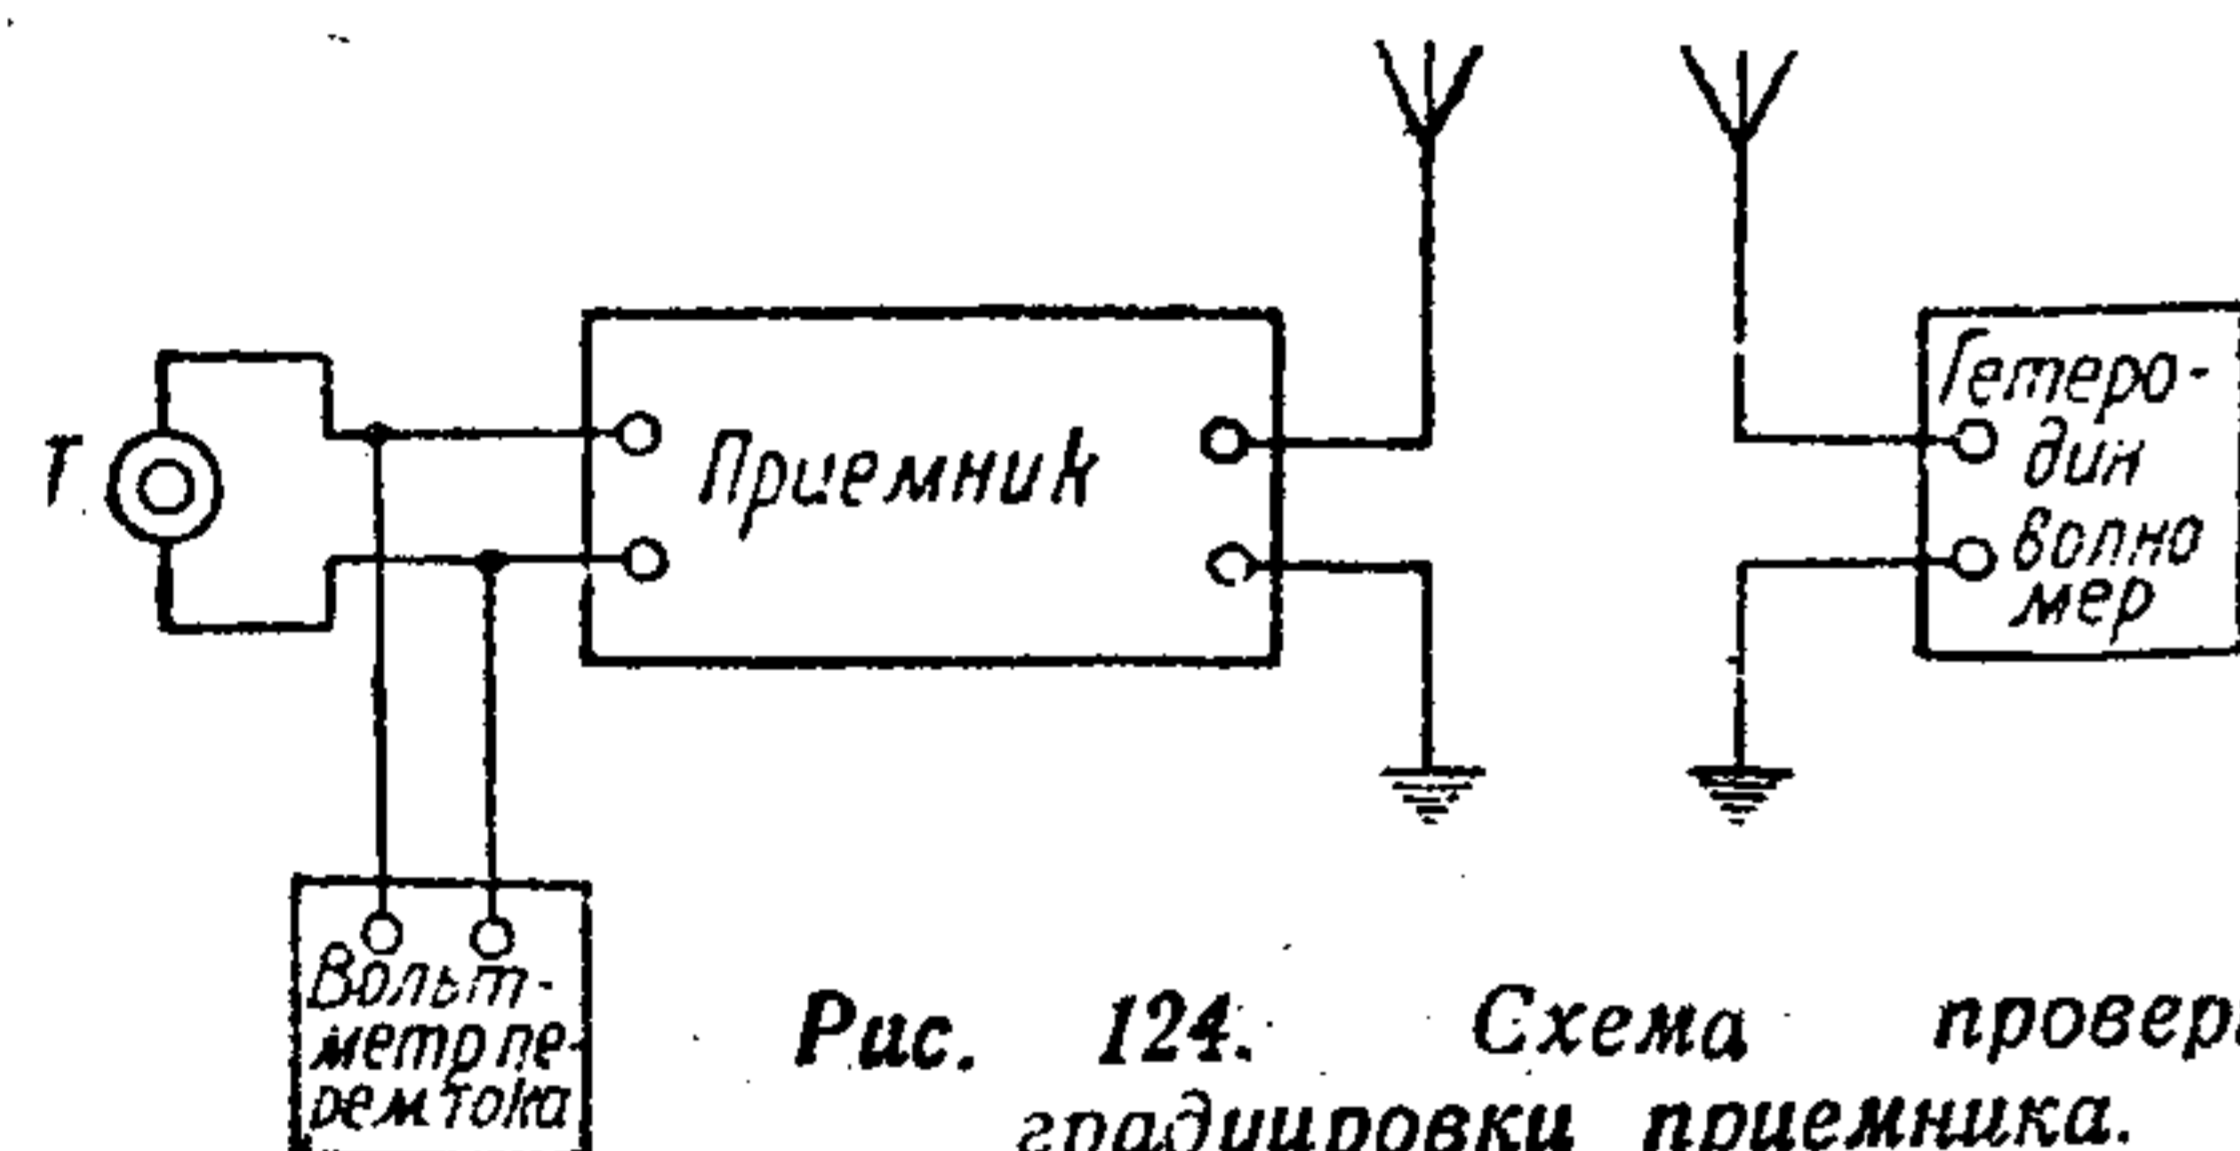 Т
Приемник
Гетеро-
дин
волно
мер
Вольт-
метр пе-
рем тока
Рис. 124. Схема
градуировки приемника.